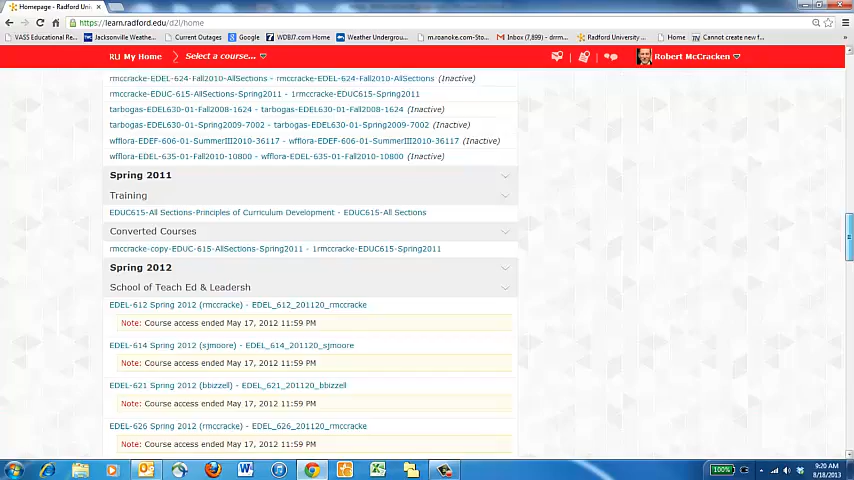 Homepage - Radford Uni
https://learn.radford.edu/d2l/home
VASS Educational Re... Jacksonville Weathe... Current Outages Google WDBJ7.com Home Weather Undergrou... m.roanoke.com-Sto... Inbox (7,899) - drrm... Radford University ... Home Cannot create new f...
RU My Home Select a course... Robert McCracken
rmccracke-EDEL-624-Fall2010-AllSections - rmccracke-EDEL-624-Fall2010-AllSections (Inactive)
rmccracke-EDUC-615-AllSections-Spring2011 - 1rmccracke-EDUC615-Spring2011
tarbogas-EDEL630-01-Fall2008-1624 - tarbogas-EDEL630-01-Fall2008-1624 (Inactive)
tarbogas-EDEL630-01-Spring2009-7002 - tarbogas-EDEL630-01-Spring2009-7002 (Inactive)
wfflora-EDEF-606-01-SummerIII2010-36117 - wfflora-EDEF-606-01-SummerIII2010-36117 (Inactive)
wfflora-EDEL-635-01-Fall2010-10800 - wfflora-EDEL-635-01-Fall2010-10800 (Inactive)
Spring 2011
Training
EDUC615-All Sections-Principles of Curriculum Development - EDUC615-All Sections
Converted Courses
rmccracke-copy-EDUC-615-AllSections-Spring2011 - 1rmccracke-EDUC615-Spring2011
Spring 2012
School of Teach Ed & Leadersh
EDEL-612 Spring 2012 (rmccracke) - EDEL_612_201120_rmccracke
Note: Course access ended May 17, 2012 11:59 PM
EDEL-614 Spring 2012 (sjmoore) - EDEL_614_201120_sjmoore
Note: Course access ended May 17, 2012 11:59 PM
EDEL-621 Spring 2012 (bbizzell) - EDEL_621_201120_bbizzell
Note: Course access ended May 17, 2012 11:59 PM
EDEL-626 Spring 2012 (rmccracke) - EDEL_626_201120_rmccracke
Note: Course access ended May 17, 2012 11:59 PM
100%
9:20 AM
8/18/2013